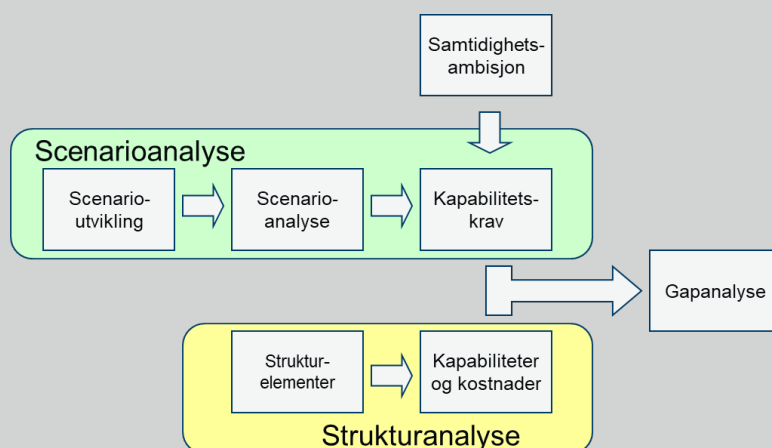 Samtidighets-
ambisjon
Scenarioanalyse
Scenario-
utvikling
Scenario-
analyse
Kapabilitets-
krav
Gapanalyse
Struktur-
elementer
Kapabiliteter
og kostnader
Strukturanalyse